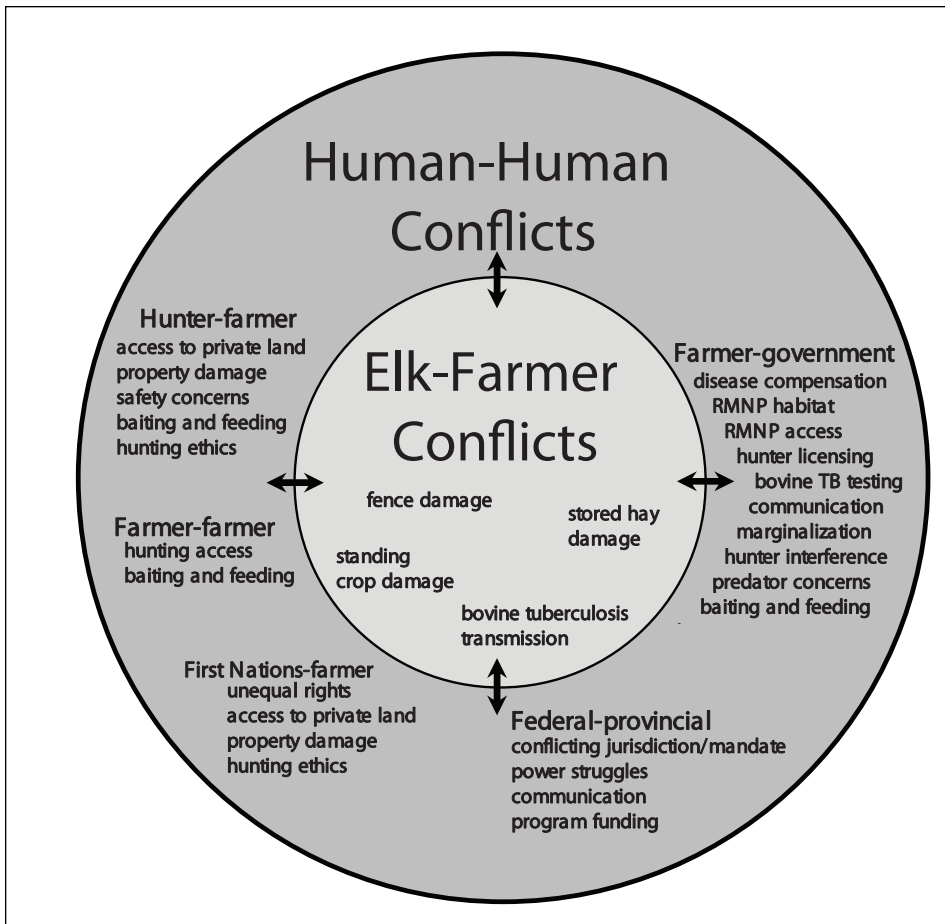 Human-Human
Conflicts
Elk-Farmer
Conflicts
fence damage
stored hay
damage
standing
crop damage
bovine tuberculosis
transmission
Hunter-farmer
access to private land
property damage
safety concerns
baiting and feeding
hunting ethics
Farmer-farmer
hunting access
baiting and feeding
First Nations-farmer
unequal rights
access to private land
property damage
hunting ethics
Federal-provincial
conflicting jurisdiction/mandate
power struggles
communication
program funding
Farmer-government
disease compensation
RMNP habitat
RMNP access
hunter licensing
bovine TB testing
communication
marginalization
hunter interference
predator concerns
baiting and feeding